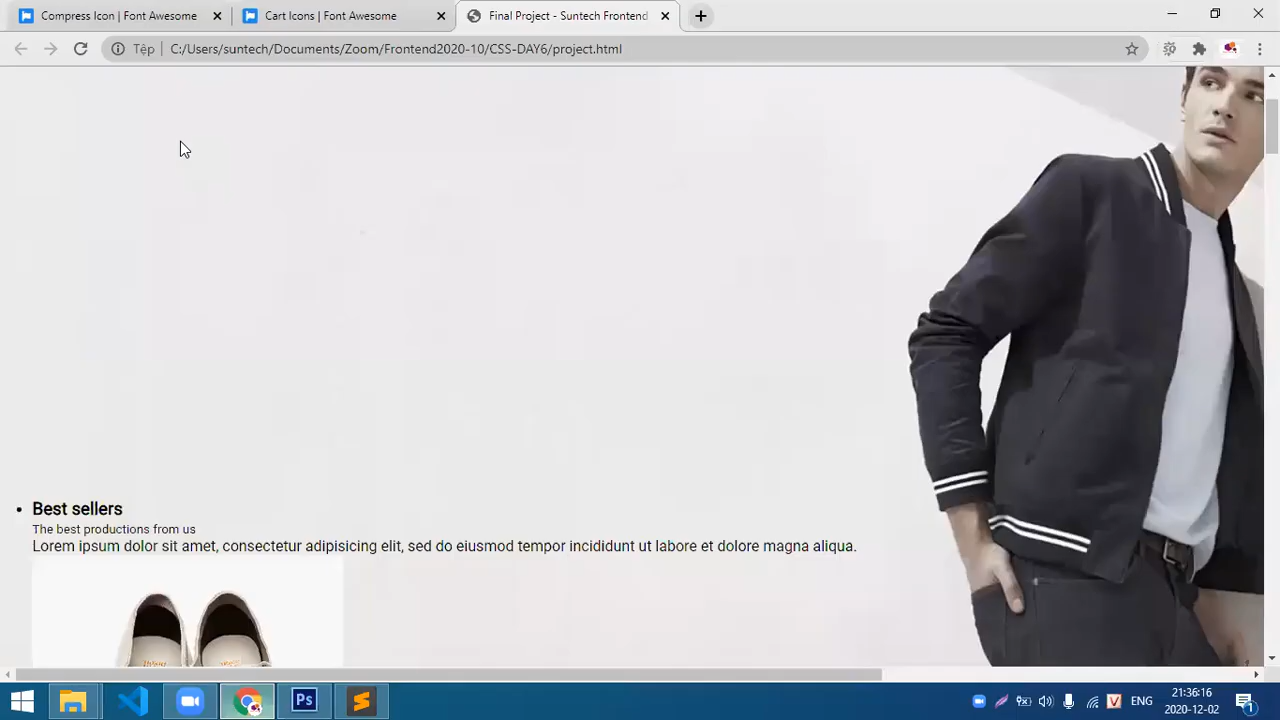 Compress Icon | Font Awesome
Cart Icons | Font Awesome
Final Project - Suntech Frontend
Tệp
C:/Users/suntech/Documents/Zoom/Frontend2020-10/CSS-DAY6/project.html
Best sellers
The best productions from us
Lorem ipsum dolor sit amet, consectetur adipisicing elit, sed do eiusmod tempor incididunt ut labore et dolore magna aliqua.
Ps
V
ENG
21:36:16
2020-12-02
1